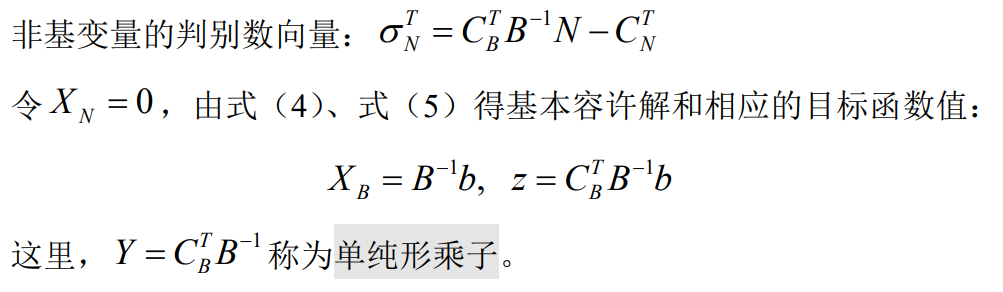 非基变量的判别数向量：σ_N^T = C_B^T B^{-1} N − C_N^T
令 X_N = 0，由式（4）、式（5）得基本容许解和相应的目标函数值：
X_B = B^{-1}b,  z = C_B^T B^{-1}b
这里，Y = C_B^T B^{-1} 称为单纯形乘子。